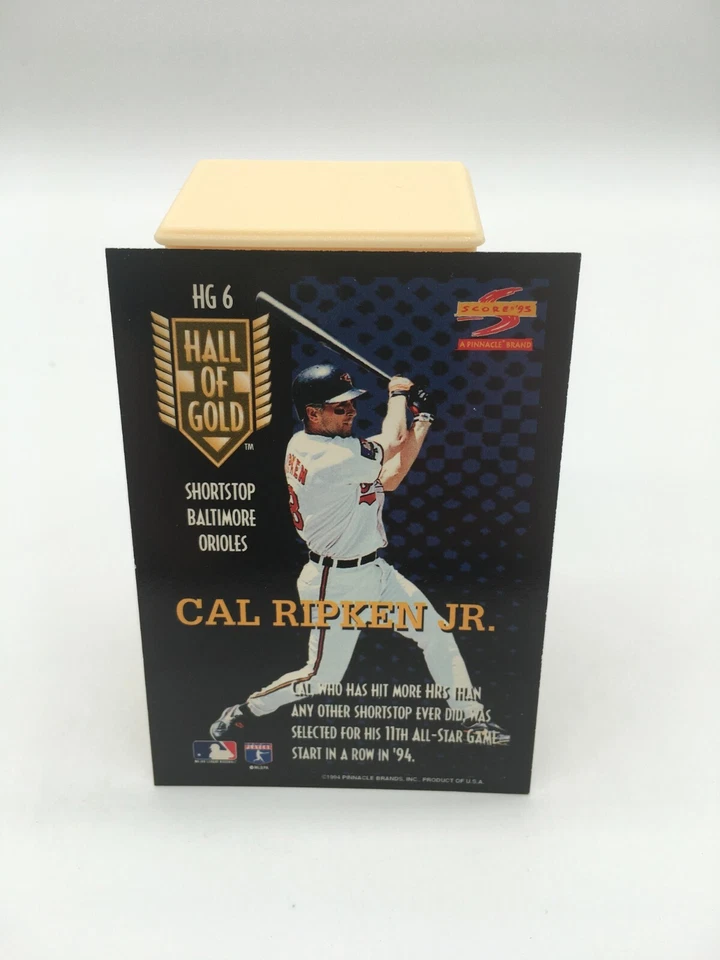 HG 6
HALL
OF
GOLD
™
SCORE® '95
A PINNACLE® BRAND
SHORTSTOP
BALTIMORE
ORIOLES
CAL RIPKEN JR.
CAL, WHO HAS HIT MORE HRS THAN
ANY OTHER SHORTSTOP EVER DID, WAS
SELECTED FOR HIS 11TH ALL-STAR GAME
START IN A ROW IN '94.
©1994 PINNACLE BRANDS, INC. PRODUCT OF U.S.A.